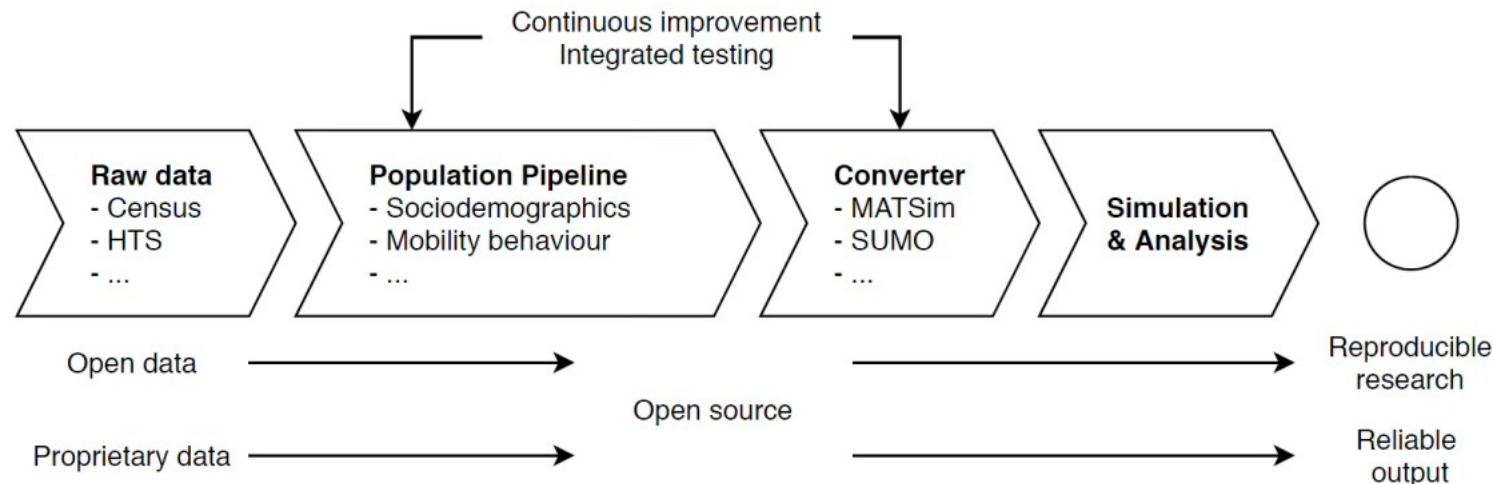 Continuous improvement
Integrated testing
Raw data
- Census
- HTS
- ...
Population Pipeline
- Sociodemographics
- Mobility behaviour
- ...
Converter
- MATSim
- SUMO
- ...
Simulation
& Analysis
Open data
Reproducible
research
Open source
Proprietary data
Reliable
output